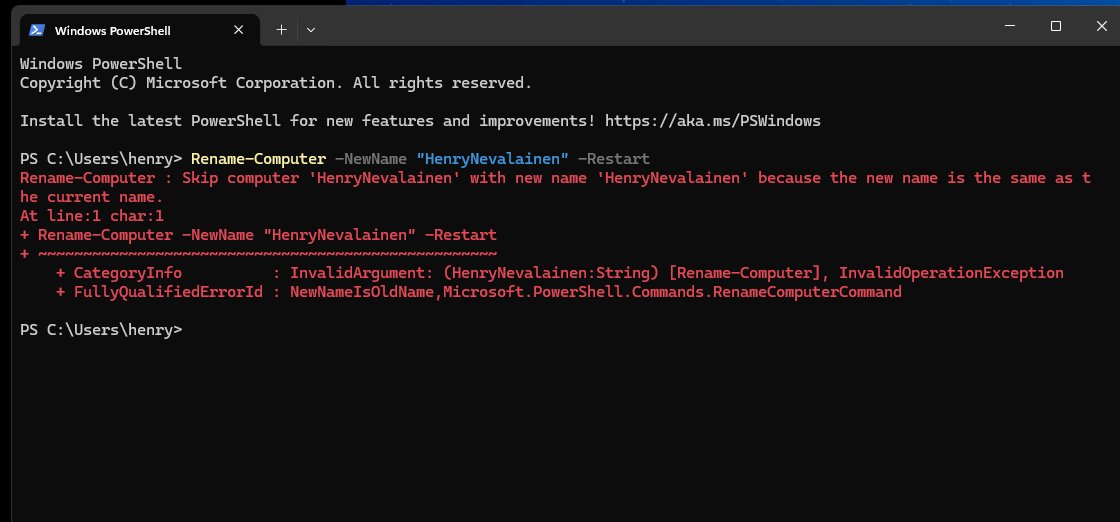 Windows PowerShell
Windows PowerShell
Copyright (C) Microsoft Corporation. All rights reserved.
Install the latest PowerShell for new features and improvements! https://aka.ms/PSWindows
PS C:\Users\henry> Rename-Computer -NewName "HenryNevalainen" -Restart
Rename-Computer : Skip computer 'HenryNevalainen' with new name 'HenryNevalainen' because the new name is the same as t
he current name.
At line:1 char:1
+ Rename-Computer -NewName "HenryNevalainen" -Restart
+ ~~~~~~~~~~~~~~~~~~~~~~~~~~~~~~~~~~~~~~~~~~~~~~~~~~~
    + CategoryInfo          : InvalidArgument: (HenryNevalainen:String) [Rename-Computer], InvalidOperationException
    + FullyQualifiedErrorId : NewNameIsOldName,Microsoft.PowerShell.Commands.RenameComputerCommand
PS C:\Users\henry>